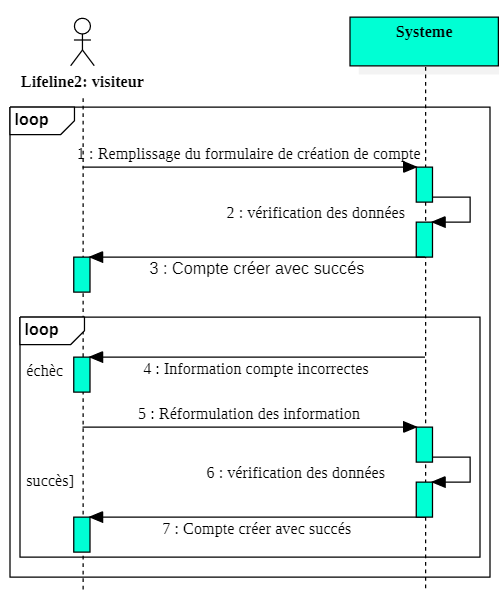 Systeme
Lifeline2: visiteur
loop
1 : Remplissage du formulaire de création de compte
2 : vérification des données
3 : Compte créer avec succés
loop
échèc
4 : Information compte incorrectes
5 : Réformulation des information
6 : vérification des données
succès]
7 : Compte créer avec succés